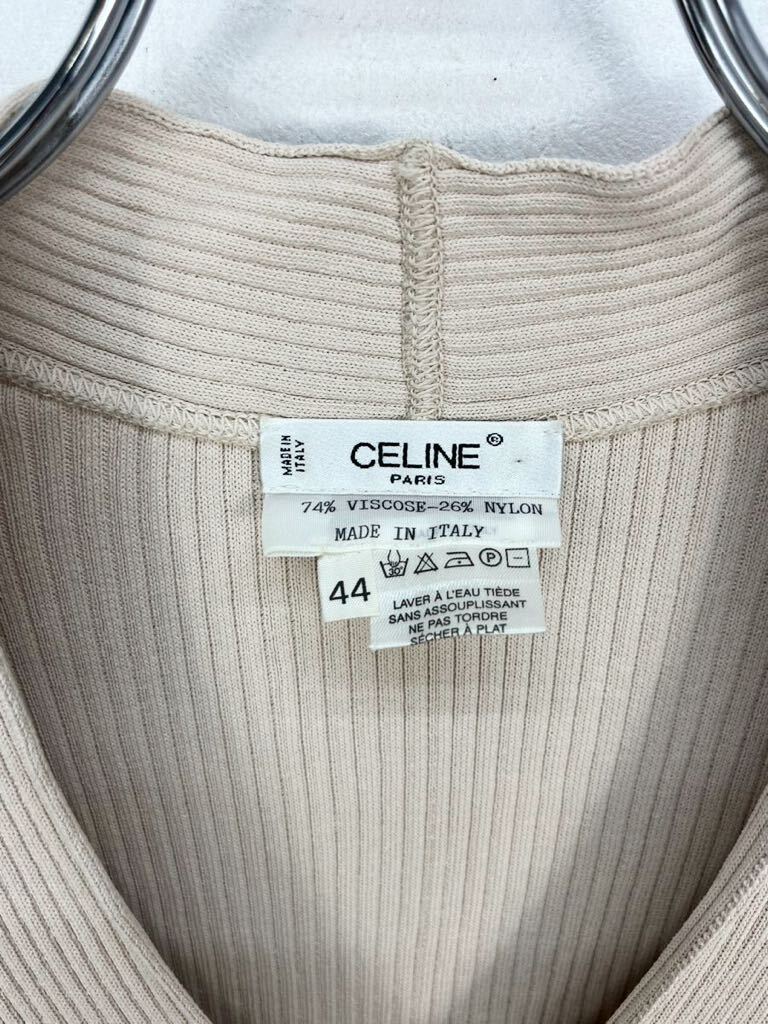 MADE IN
ITALY
CELINE®
PARIS
74% VISCOSE-26% NYLON
MADE IN ITALY
44
30°
P
LAVER À L'EAU TIÈDE
SANS ASSOUPLISSANT
NE PAS TORDRE
SÉCHER À PLAT